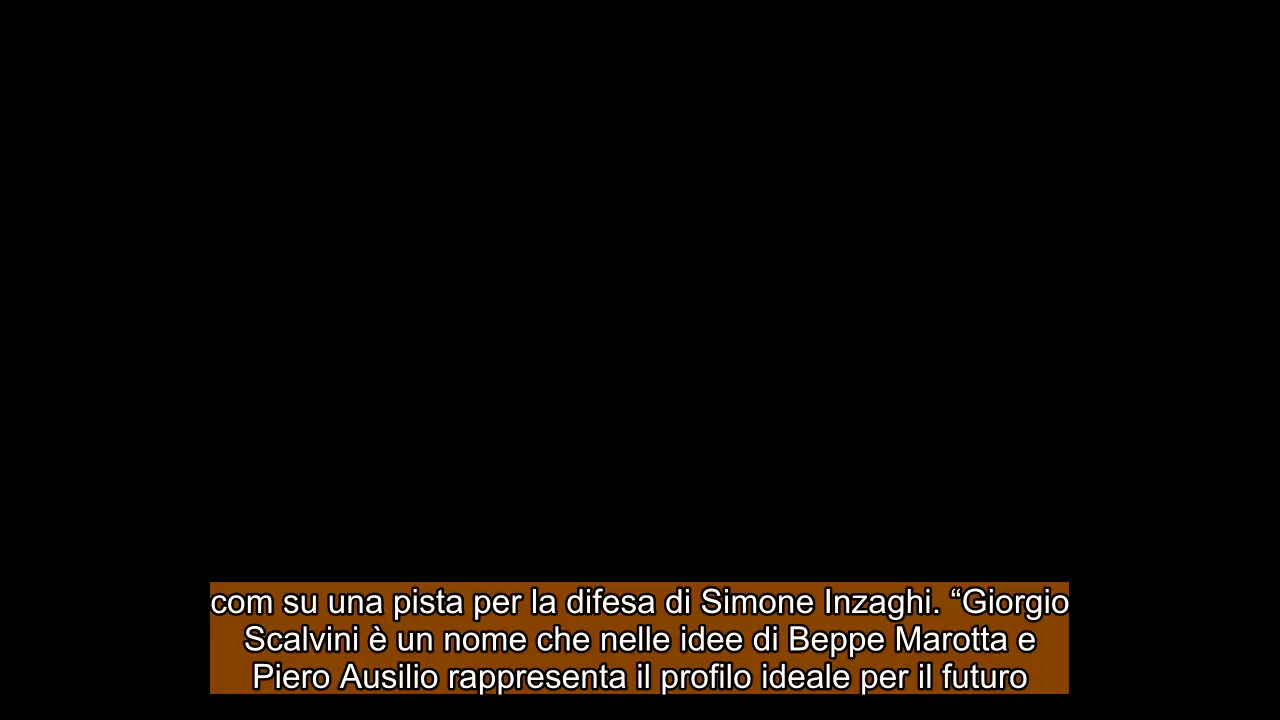 com su una pista per la difesa di Simone Inzaghi. “Giorgio
Scalvini è un nome che nelle idee di Beppe Marotta e
Piero Ausilio rappresenta il profilo ideale per il futuro